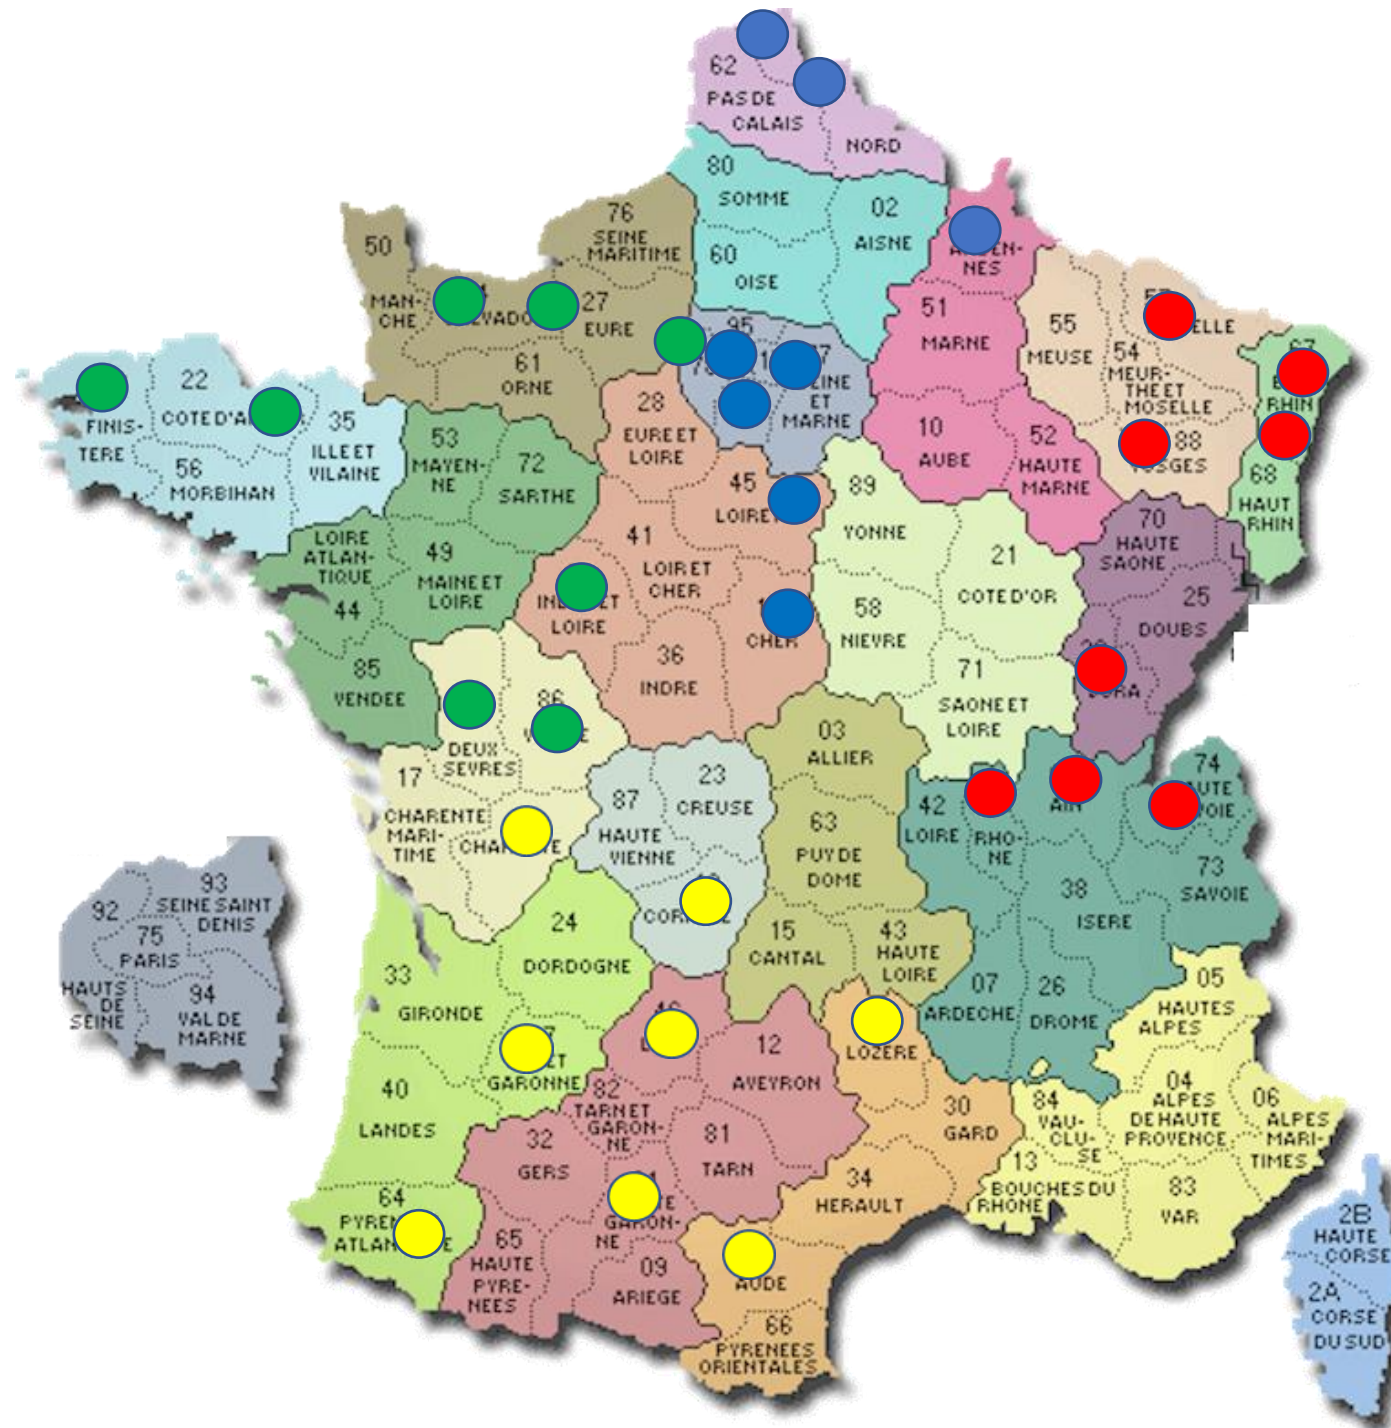 62
PAS DE
CALAIS
NORD
80
SOMME
02
AISNE
60
OISE
76
SEINE
MARITIME
50
MAN-
CHE
27
EURE
61
ORNE
NES
51
MARNE
10
AUBE
52
HAUTE
MARNE
55
MEUSE
54
MEUR-
THE ET
MOSELLE
88
RHIN
68
HAUT
RHIN
95
ET
MARNE
22
FINIS-
TERE
56
MORBIHAN
35
ILLE ET
VILAINE
53
MAYEN-
NE
72
SARTHE
28
EURE ET
LOIRE
45
41
LOIR ET
CHER
LOIRE
CHER
36
INDRE
LOIRE
ATLAN-
TIQUE
44
49
MAINE ET
LOIRE
85
VENDEE
89
YONNE
21
COTE D'OR
58
NIEVRE
71
SAONE ET
LOIRE
70
HAUTE
SAONE
25
DOUBS
86
DEUX
SEVRES
17
CHARENTE
MARI-
TIME
87
HAUTE
VIENNE
23
CREUSE
03
ALLIER
63
PUY DE
DOME
15
CANTAL
43
HAUTE
LOIRE
42
LOIRE
RHO-
NE
AIN
74
73
SAVOIE
38
ISERE
07
ARDECHE
26
DROME
93
SEINE SAINT
DENIS
92
75
PARIS
HAUTS
DE
SEINE
94
VAL DE
MARNE
24
DORDOGNE
33
GIRONDE
ET
GARONNE
40
LANDES
64
82
TARN ET
GARON-
NE
12
AVEYRON
32
GERS
81
TARN
GARON-
NE
65
HAUTE
PYRE-
NEES
09
ARIEGE
LOZERE
30
GARD
34
HERAULT
AUDE
66
PYRENEES
ORIENTALES
05
HAUTES
ALPES
04
ALPES
DE HAUTE
PROVENCE
06
ALPES
MARI-
TIMES
84
VAU-
CLU-
SE
13
BOUCHES DU
RHONE
83
VAR
2B
HAUTE
CORSE
2A
CORSE
DU SUD